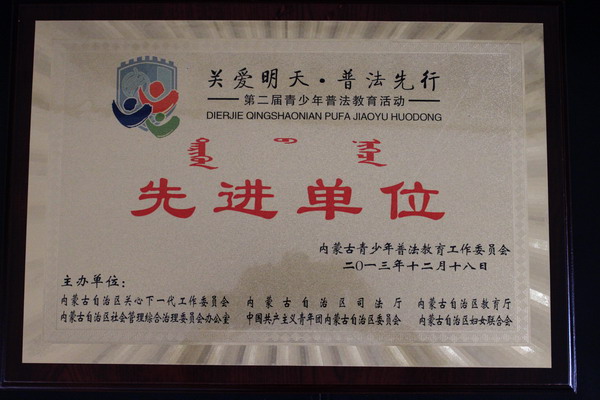 关爱明天·普法先行
第二届青少年普法教育活动
DIERJIE QINGSHAONIAN PUFA JIAOYU HUODONG
先进单位
内蒙古青少年普法教育工作委员会
二〇一三年十二月十八日
主办单位：
内蒙古自治区关心下一代工作委员会 内蒙古自治区司法厅 内蒙古自治区教育厅
内蒙古自治区社会管理综合治理委员会办公室 中国共产主义青年团内蒙古自治区委员会 内蒙古自治区妇女联合会